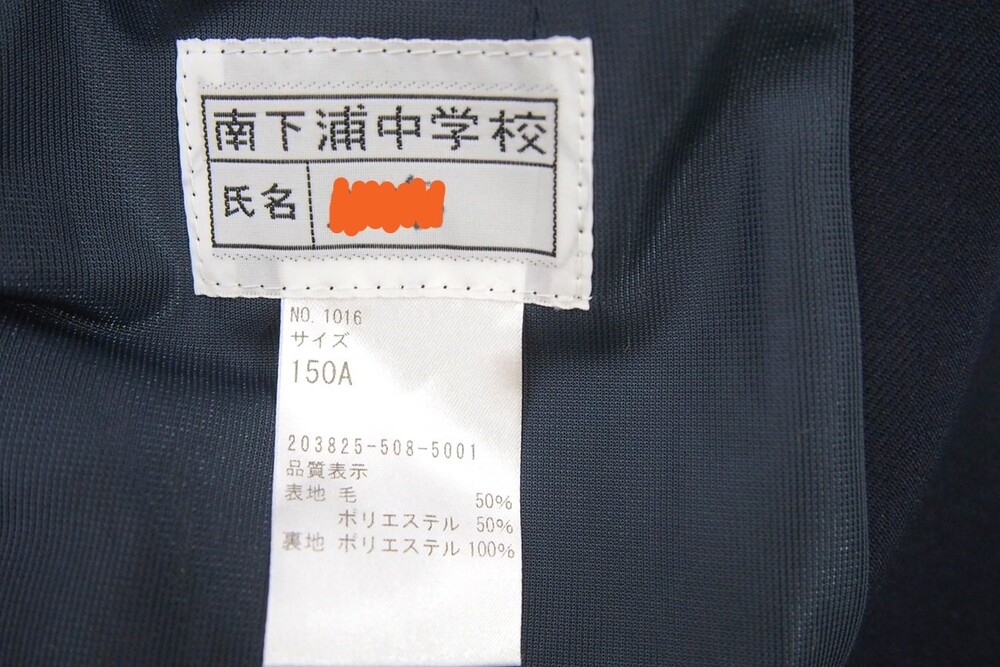 南下浦中学校
氏名
NO. 1016
サイズ
150A
203825-508-5001
品質表示
表地 毛 50%
ポリエステル 50%
裏地 ポリエステル 100%